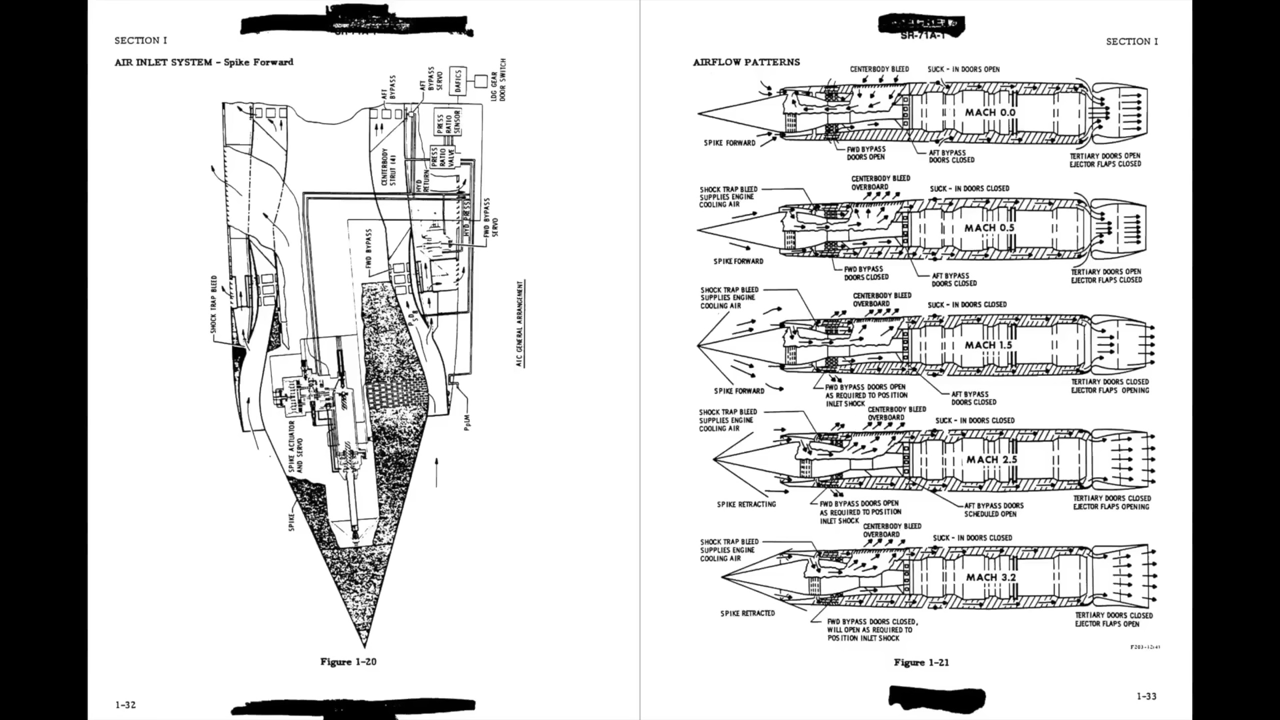 SR-71A-1
SECTION I
AIR INLET SYSTEM - Spike Forward
AFT
BYPASS
AFT
BYPASS
SERVO
DAFICS
LDG GEAR
DOOR SWITCH
PRESS
RATIO
SENSOR
PRESS
RATIO
VALVE
CENTERBODY
STRUT (4)
HYD
RETURN
HYD PRESS
FWD BYPASS
SERVO
FWD BYPASS
SHOCK TRAP BLEED
AIC GENERAL ARRANGEMENT
SPIKE ACTUATOR
AND SERVO
SPIKE
PpLM
Figure 1-20
1-32
SECRET
SR-71A-1
SECTION I
AIRFLOW PATTERNS
CENTERBODY BLEED
SUCK - IN DOORS OPEN
MACH 0.0
SPIKE FORWARD
FWD BYPASS
DOORS OPEN
AFT BYPASS
DOORS CLOSED
TERTIARY DOORS OPEN
EJECTOR FLAPS CLOSED
SHOCK TRAP BLEED
SUPPLIES ENGINE
COOLING AIR
CENTERBODY BLEED
OVERBOARD
SUCK - IN DOORS CLOSED
MACH 0.5
SPIKE FORWARD
FWD BYPASS
DOORS CLOSED
AFT BYPASS
DOORS CLOSED
TERTIARY DOORS OPEN
EJECTOR FLAPS CLOSED
SHOCK TRAP BLEED
SUPPLIES ENGINE
COOLING AIR
CENTERBODY BLEED
OVERBOARD
SUCK - IN DOORS CLOSED
MACH 1.5
SPIKE FORWARD
FWD BYPASS DOORS OPEN
AS REQUIRED TO POSITION
INLET SHOCK
AFT BYPASS
DOORS CLOSED
TERTIARY DOORS CLOSED
EJECTOR FLAPS OPENING
SHOCK TRAP BLEED
SUPPLIES ENGINE
COOLING AIR
CENTERBODY BLEED
OVERBOARD
SUCK - IN DOORS CLOSED
MACH 2.5
SPIKE RETRACTING
FWD BYPASS DOORS OPEN
AS REQUIRED TO POSITION
INLET SHOCK
AFT BYPASS DOORS
SCHEDULED OPEN
TERTIARY DOORS CLOSED
EJECTOR FLAPS OPENING
SHOCK TRAP BLEED
SUPPLIES ENGINE
COOLING AIR
CENTERBODY BLEED
OVERBOARD
SUCK - IN DOORS CLOSED
MACH 3.2
SPIKE RETRACTED
FWD BYPASS DOORS CLOSED,
WILL OPEN AS REQUIRED TO
POSITION INLET SHOCK
TERTIARY DOORS CLOSED
EJECTOR FLAPS OPEN
Figure 1-21
1-33